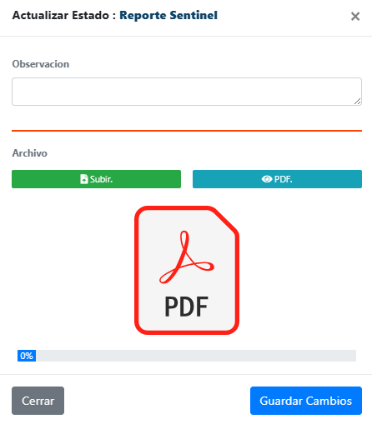 Actualizar Estado : Reporte Sentinel ×
Observacion
Archivo
Subir. PDF.
PDF
0%
Cerrar Guardar Cambios